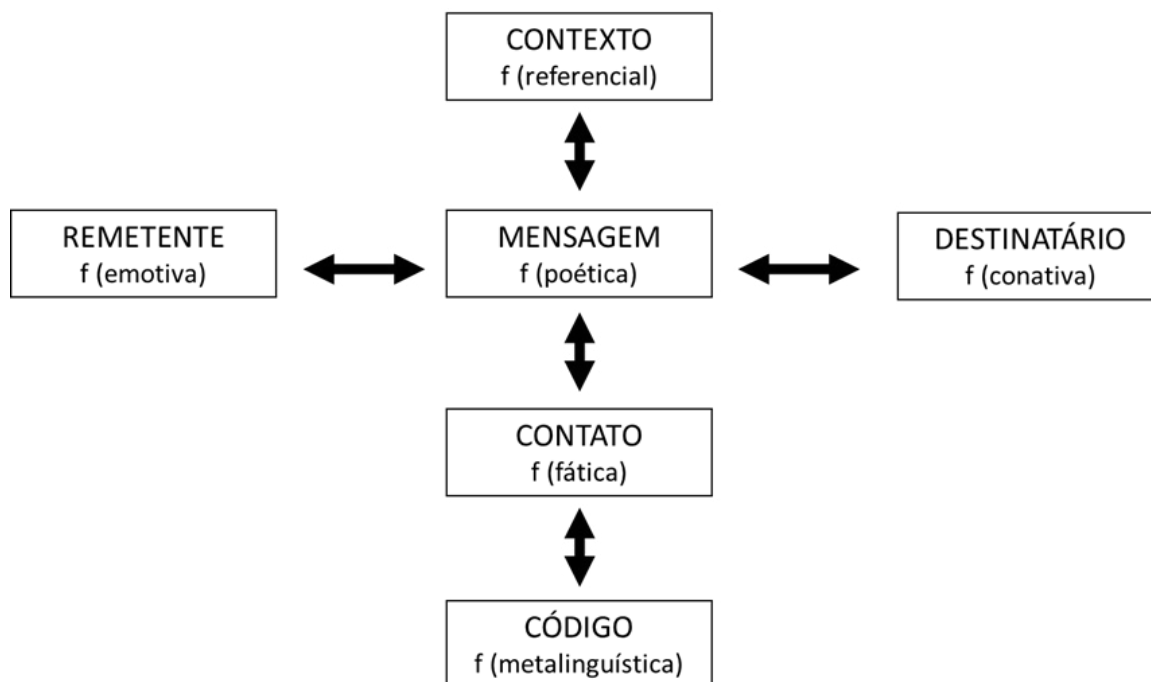 CONTEXTO
f (referencial)
REMETENTE
f (emotiva)
MENSAGEM
f (poética)
DESTINATÁRIO
f (conativa)
CONTATO
f (fática)
CÓDIGO
f (metalinguística)